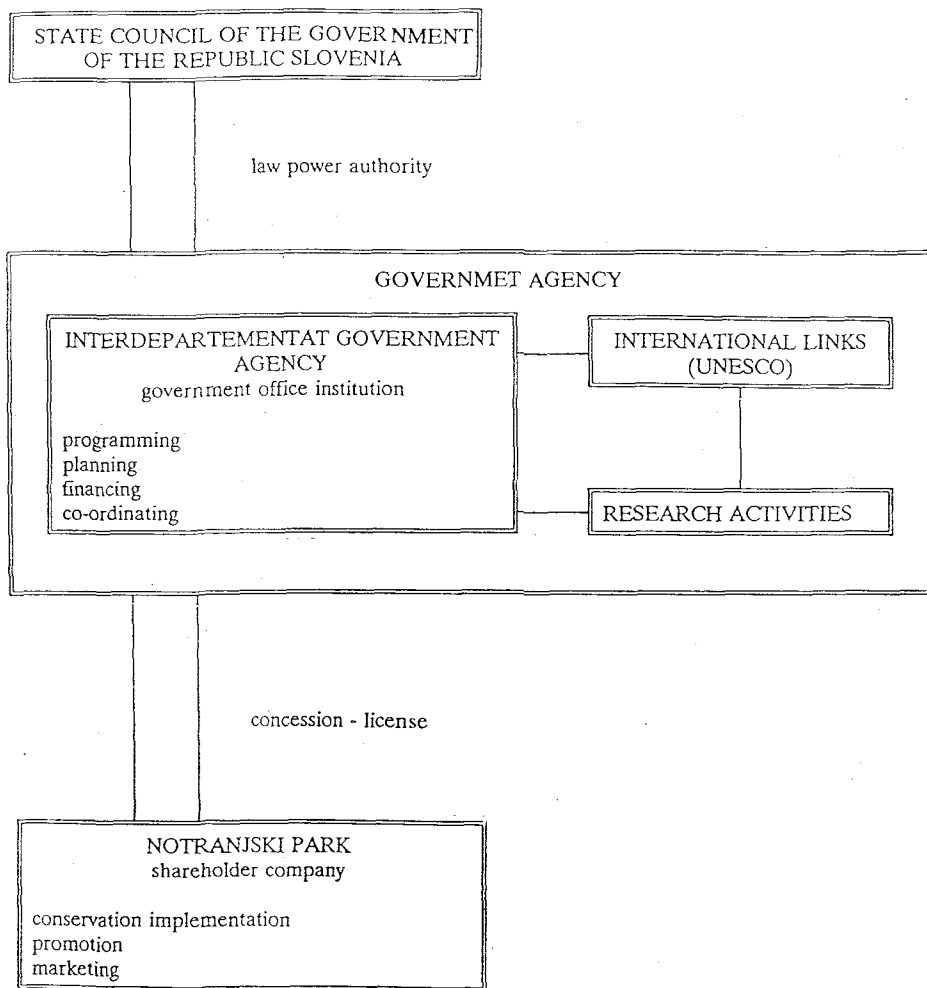 STATE COUNCIL OF THE GOVERNMENT
OF THE REPUBLIC SLOVENIA
law power authority
GOVERNMET AGENCY
INTERDEPARTEMENTAT GOVERNMENT
AGENCY
government office institution
programming
planning
financing
co-ordinating
INTERNATIONAL LINKS
(UNESCO)
RESEARCH ACTIVITIES
concession - license
NOTRANJSKI PARK
shareholder company
conservation implementation
promotion
marketing